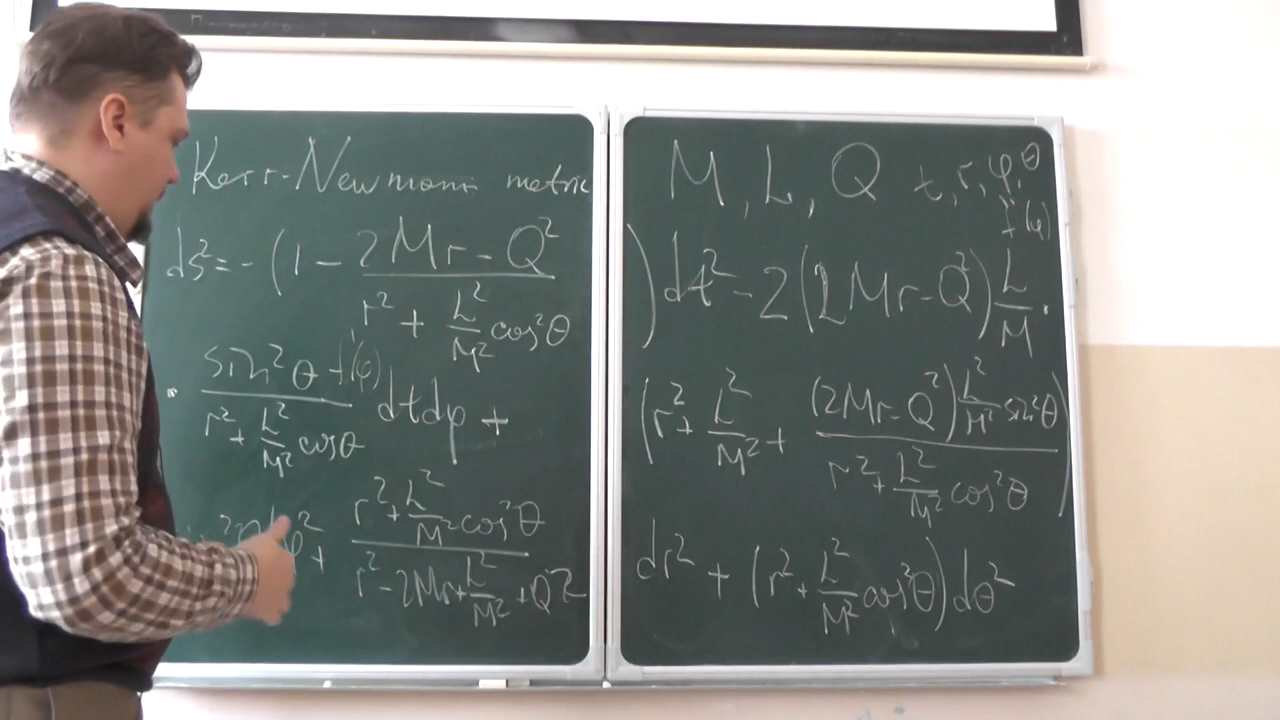 Kerr-Newmann metric
M, L, Q t, r, φ, θ
f(φ)
ds² = - (1 - (2Mr - Q²)/(r² + L²/M² cos²θ)) dt² - 2(2Mr - Q²) L/M ·
· (sin²θ f'(φ))/(r² + L²/M² cosθ) dtdφ + (r² + L²/M² + ((2Mr - Q²) L²/M² sin²θ)/(r² + L²/M² cos²θ))
dφ² + (r² + L²/M² cos²θ)/(r² - 2Mr + L²/M² + Q²) dr² + (r² + L²/M² cos²θ) dθ²